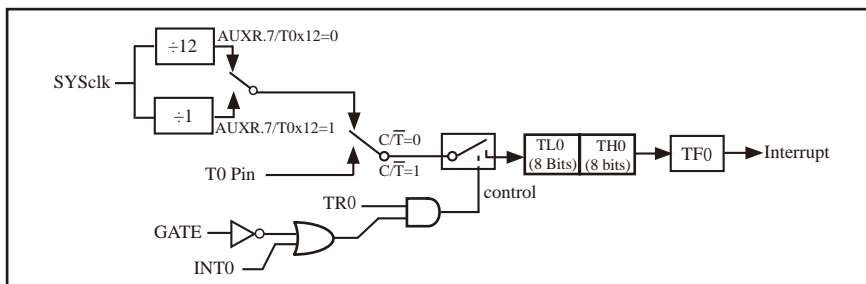 ÷12
AUXR.7/T0x12=0
SYSclk
÷1
AUXR.7/T0x12=1
C/T̅=0
C/T̅=1
T0 Pin
control
TL0
(8 Bits)
TH0
(8 bits)
TF0
Interrupt
TR0
GATE
INT0